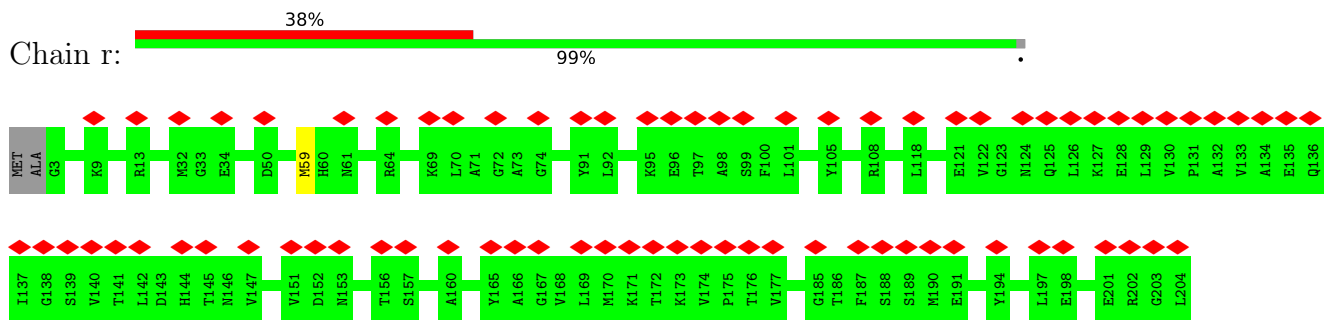 38%
Chain r:
99%
.
MET ALA G3 K9 R13 M32 G33 E34 D50 M59 H60 N61 R64 K69 L70 A71 G72 A73 G74 Y91 L92 K95 E96 T97 A98 S99 F100 L101 Y105 R108 L118 E121 V122 G123 N124 Q125 L126 K127 E128 L129 V130 P131 A132 V133 A134 E135 Q136
I137 G138 S139 V140 T141 L142 D143 H144 T145 N146 V147 V151 D152 N153 T156 S157 A160 Y165 A166 G167 V168 L169 M170 K171 T172 K173 V174 P175 T176 V177 G185 T186 F187 S188 S189 M190 E191 Y194 L197 E198 E201 R202 G203 L204